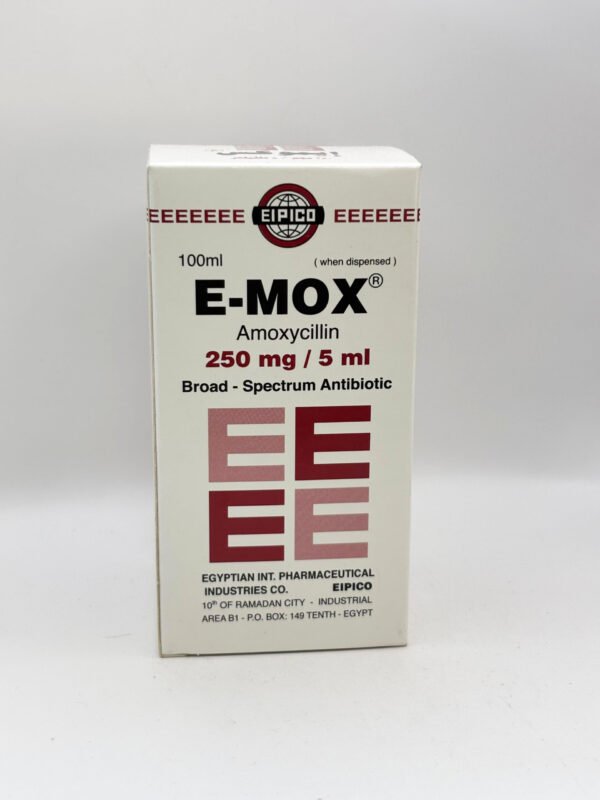 EEEEEEE EIPICO EEEEEEE
100ml (when dispensed)
E-MOX®
Amoxycillin
250 mg / 5 ml
Broad - Spectrum Antibiotic
E E
E E
EGYPTIAN INT. PHARMACEUTICAL
INDUSTRIES CO. EIPICO
10th OF RAMADAN CITY - INDUSTRIAL
AREA B1 - P.O. BOX: 149 TENTH - EGYPT